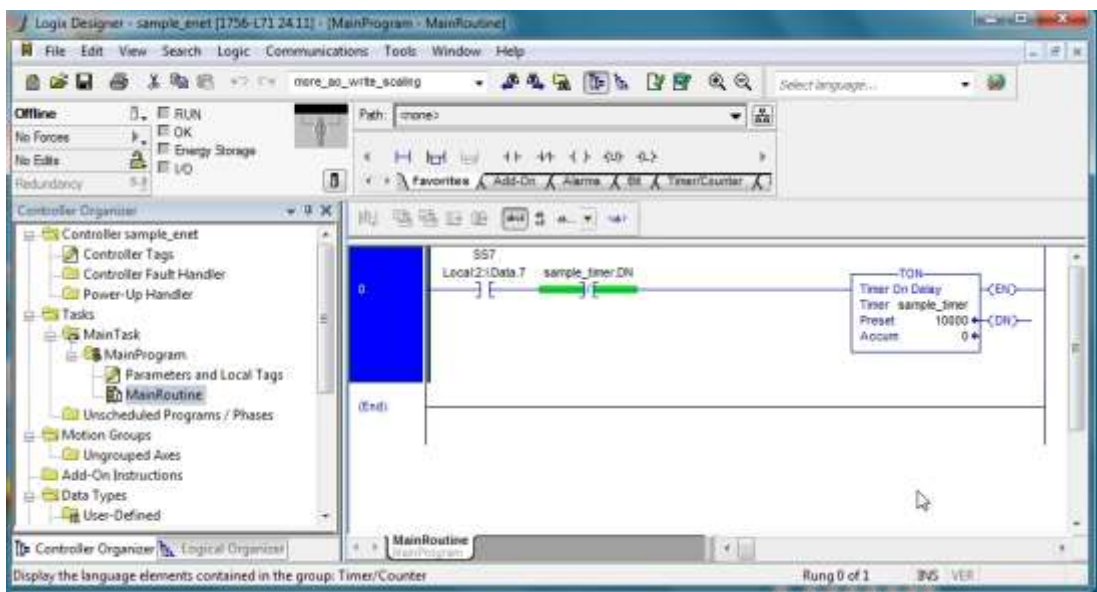 Logix Designer - sample_enet [1756-L71 24.11] - [MainProgram - MainRoutine]
File Edit View Search Logic Communications Tools Window Help
more_ao_write_scaling
Select language...
Offline
RUN
Path: <none>
No Forces
OK
No Edits
Energy Storage
I/O
Redundancy
Favorites Add-On Alarms Bit Timer/Counter
Controller Organizer
Controller sample_enet
Controller Tags
Controller Fault Handler
Power-Up Handler
Tasks
MainTask
MainProgram
Parameters and Local Tags
MainRoutine
Unscheduled Programs / Phases
Motion Groups
Ungrouped Axes
Add-On Instructions
Data Types
User-Defined
Controller Organizer Logical Organizer
SS7
Local:2:I.Data.7 sample_timer.DN
0
TON
Timer On Delay
Timer sample_timer
Preset 10000
Accum 0
EN
DN
(End)
MainRoutine
MainProgram
Display the language elements contained in the group: Timer/Counter
Rung 0 of 1 INS VER